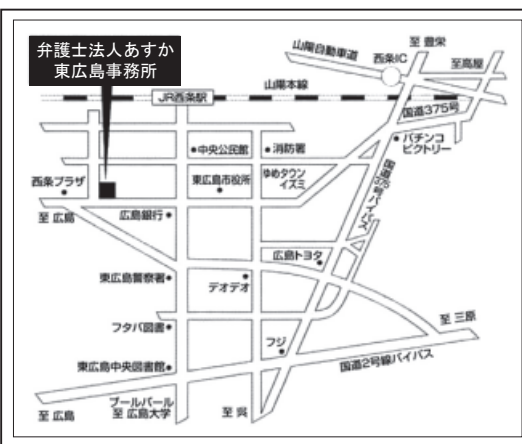 弁護士法人あすか
東広島事務所
至 豊栄
山陽自動車道
西条IC
至高屋
山陽本線
JR西条駅
国道375号
中央公民館
消防署
パチンコ
ビクトリー
西条プラザ
東広島市役所
ゆめタウン
イズミ
国道375号バイパス
至 広島
広島銀行
広島トヨタ
東広島警察署
デオデオ
至 三原
フタバ図書
フジ
東広島中央図書館
国道2号線バイパス
至 広島
ブールバール
至 広島大学
至 呉